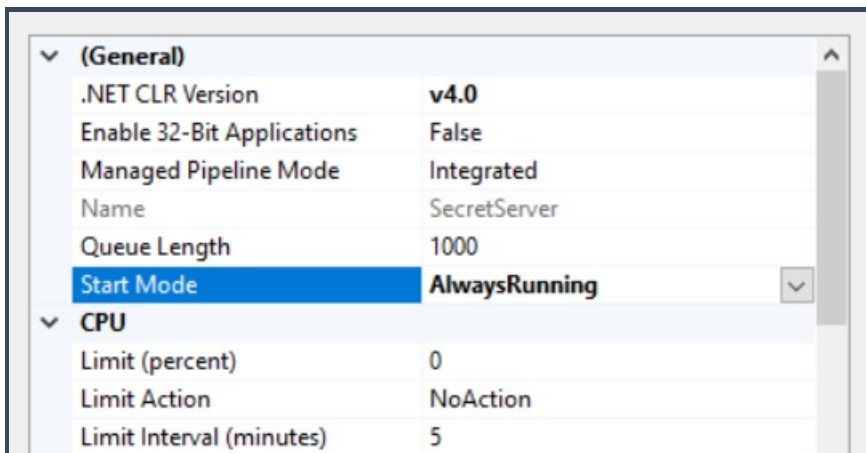 (General)
.NET CLR Version v4.0
Enable 32-Bit Applications False
Managed Pipeline Mode Integrated
Name SecretServer
Queue Length 1000
Start Mode AlwaysRunning
CPU
Limit (percent) 0
Limit Action NoAction
Limit Interval (minutes) 5